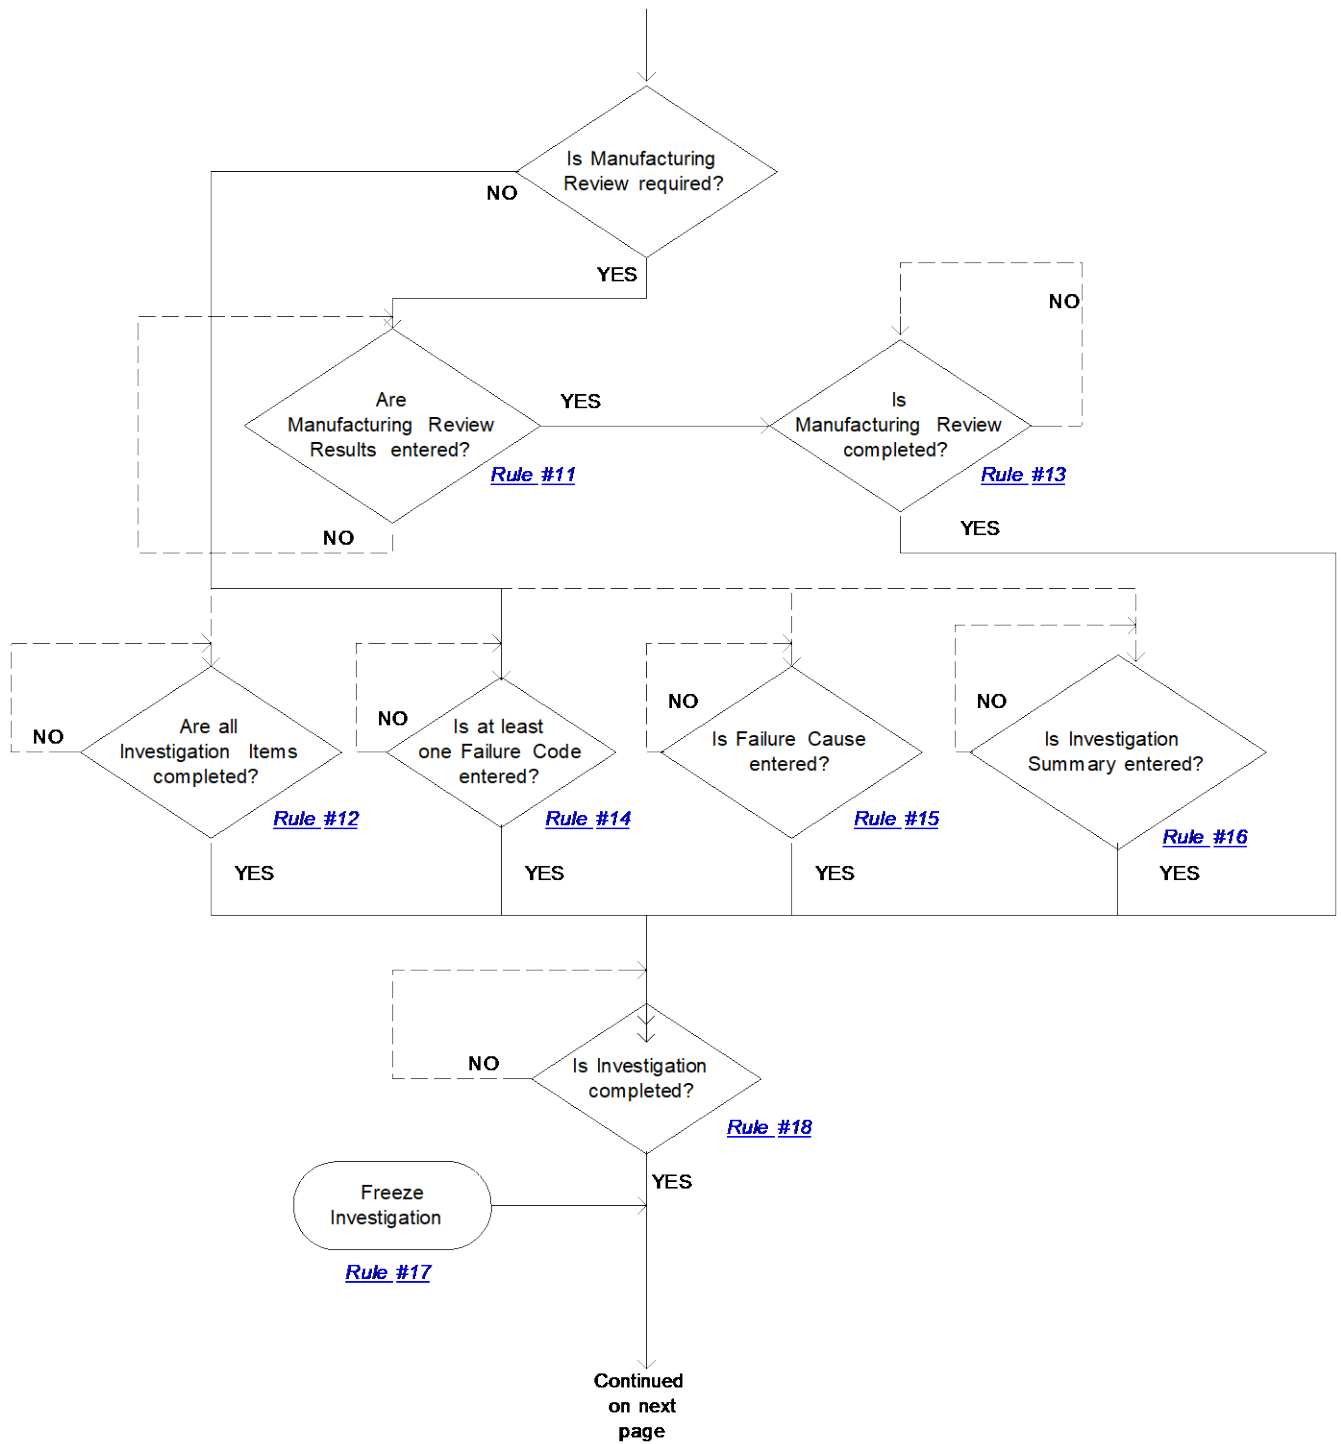 Is Manufacturing
Review required?
NO
YES
NO
Are
Manufacturing Review
Results entered?
YES
Is
Manufacturing Review
completed?
Rule #11
Rule #13
NO
YES
Are all
Investigation Items
completed?
NO
Is at least
one Failure Code
entered?
NO
Is Failure Cause
entered?
NO
Is Investigation
Summary entered?
NO
Rule #12
Rule #14
Rule #15
Rule #16
YES
YES
YES
YES
NO
Is Investigation
completed?
Rule #18
YES
Freeze
Investigation
Rule #17
Continued
on next
page